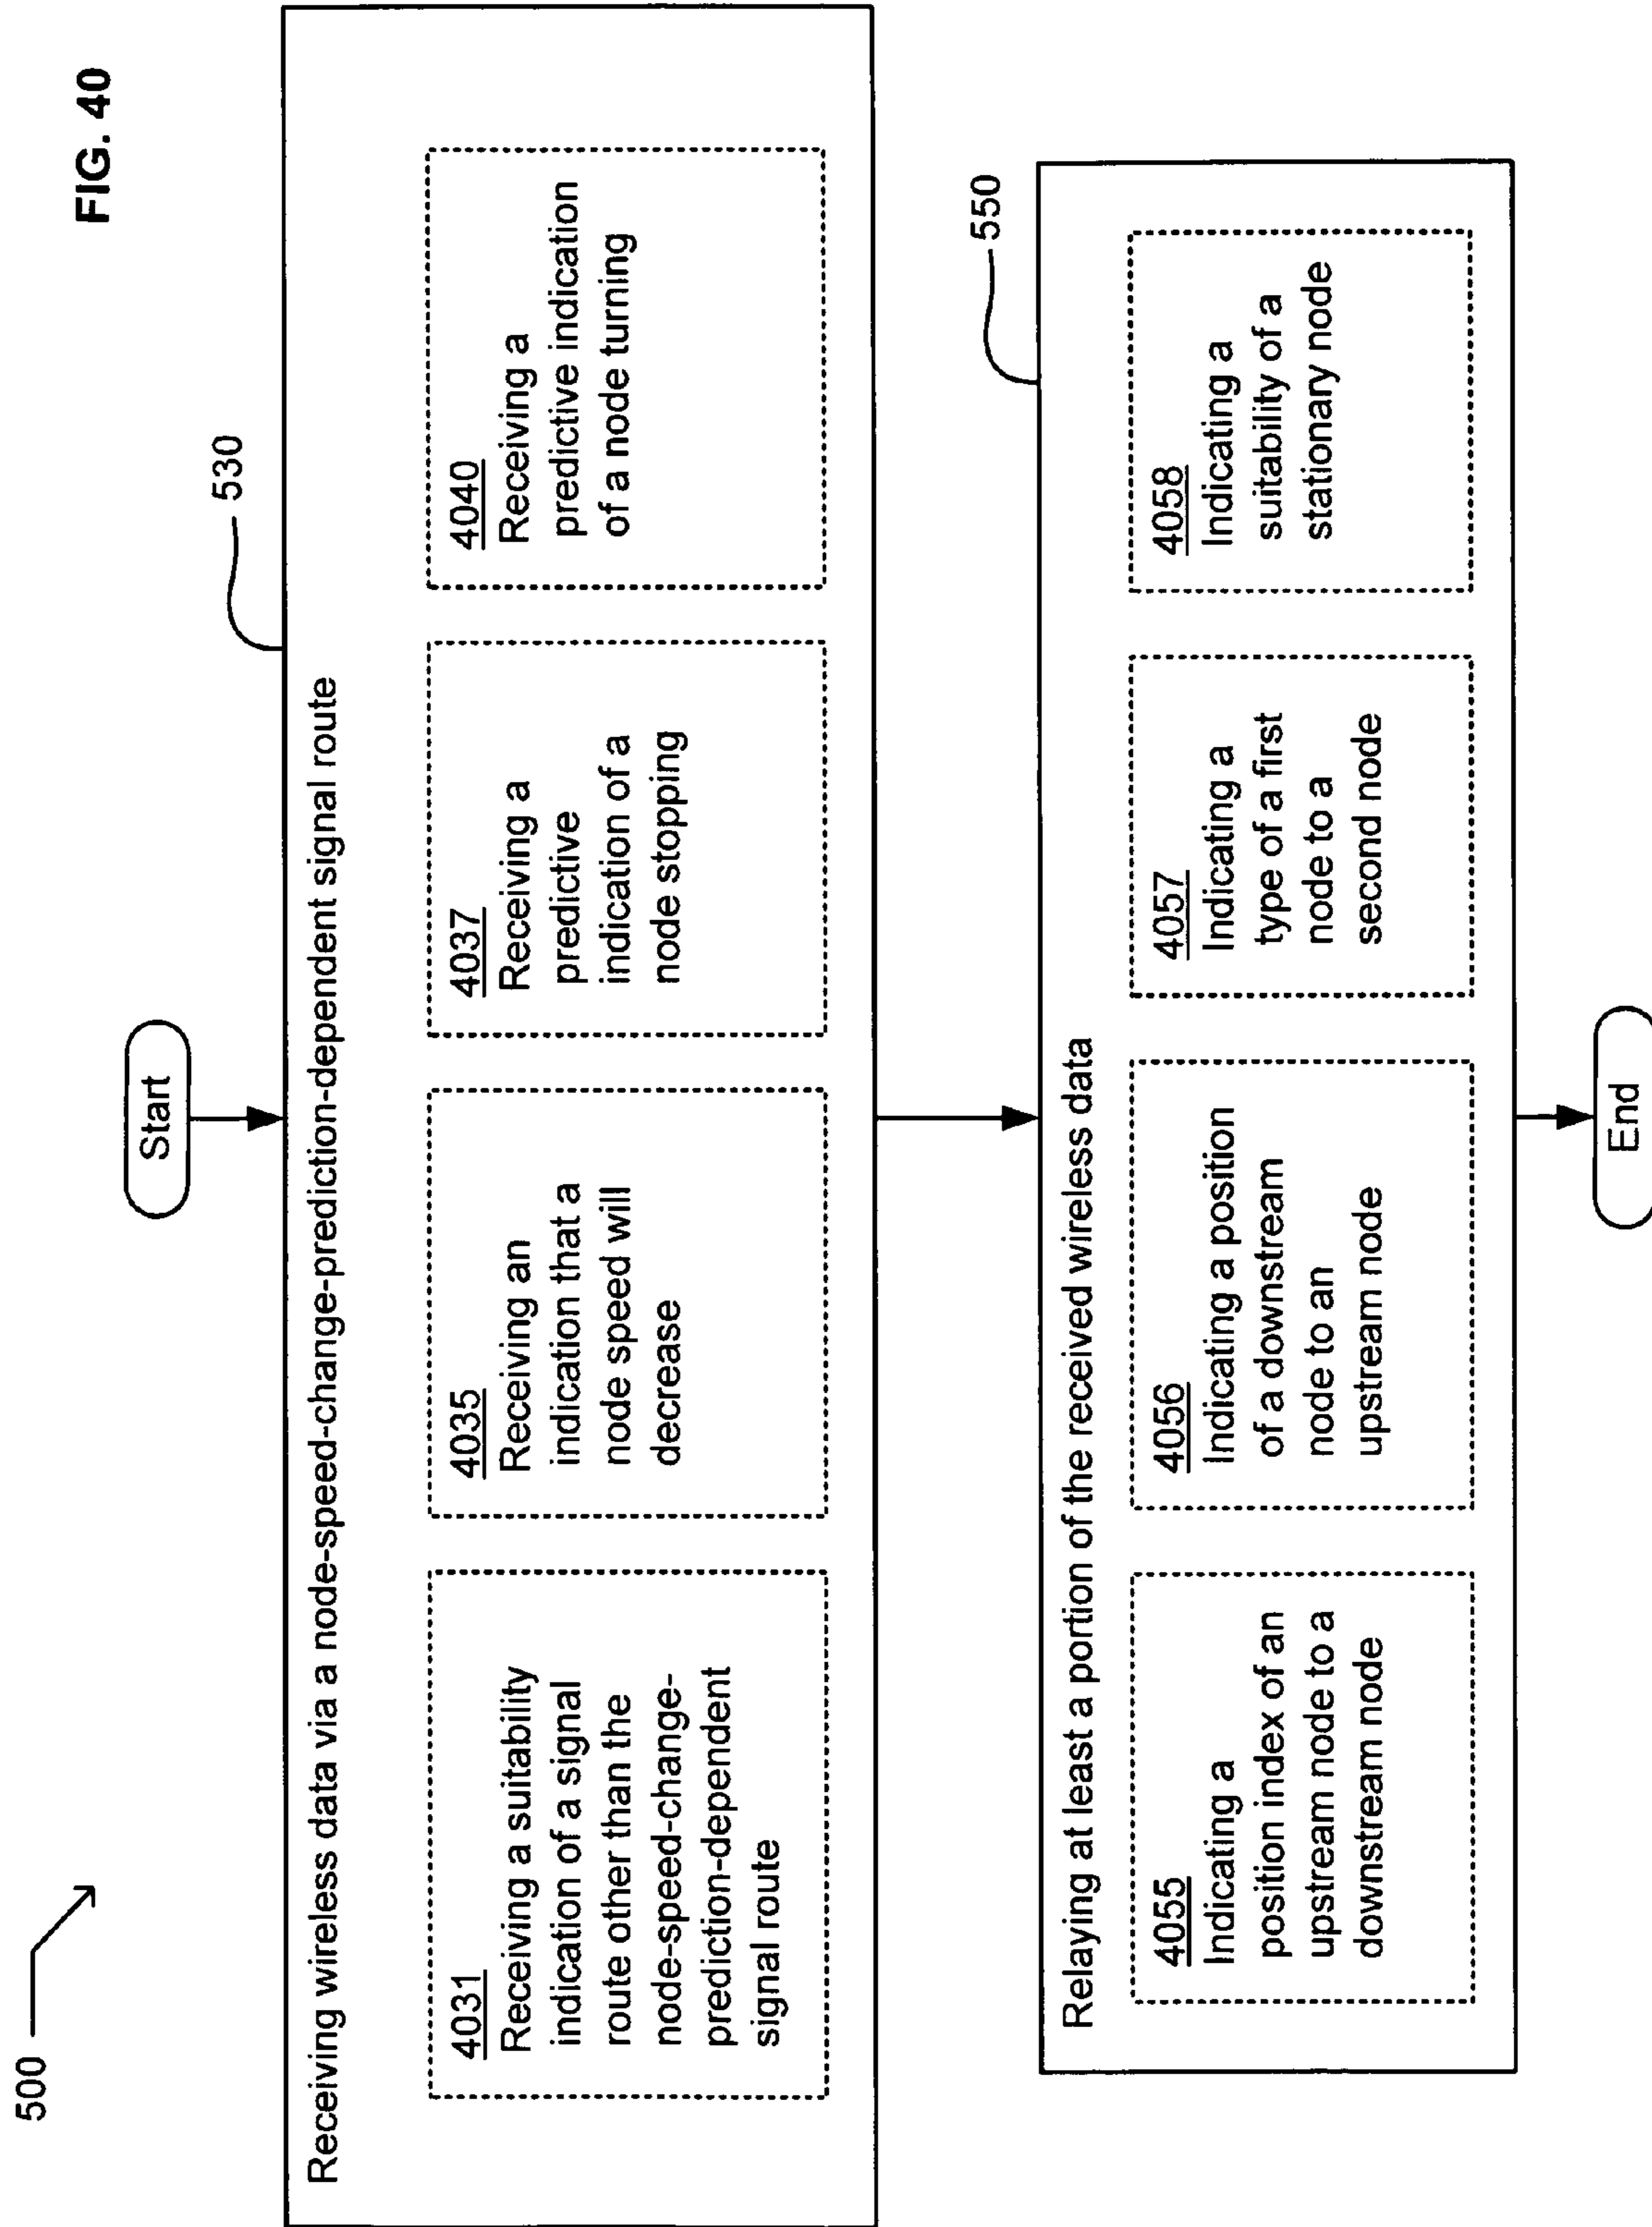 500
FIG. 40
Start
530
Receiving wireless data via a node-speed-change-prediction-dependent signal route
4031
Receiving a suitability
indication of a signal
route other than the
node-speed-change-
prediction-dependent
signal route
4035
Receiving an
indication that a
node speed will
decrease
4037
Receiving a
predictive
indication of a
node stopping
4040
Receiving a
predictive indication
of a node turning
550
Relaying at least a portion of the received wireless data
4055
Indicating a
position index of an
upstream node to a
downstream node
4056
Indicating a position
of a downstream
node to an
upstream node
4057
Indicating a
type of a first
node to a
second node
4058
Indicating a
suitability of a
stationary node
End